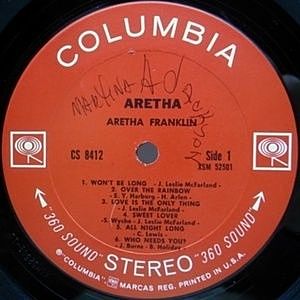 COLUMBIA
MARTINA A
ARETHA
ARETHA FRANKLIN
CS 8412
Side 1
XSM 52501
1. WON'T BE LONG - J. Leslie McFarland
2. OVER THE RAINBOW
- E. Y. Harburg - H. Arlen -
3. LOVE IS THE ONLY THING
- J. Leslie McFarland -
4. SWEET LOVER
- S. Wyche - J. Leslie McFarland -
5. ALL NIGHT LONG
- C. Lewis -
6. WHO NEEDS YOU?
- J. Burns - B. Holiday -
"360 SOUND" STEREO "360 SOUND"
® "COLUMBIA", MARCAS REG. PRINTED IN U.S.A.